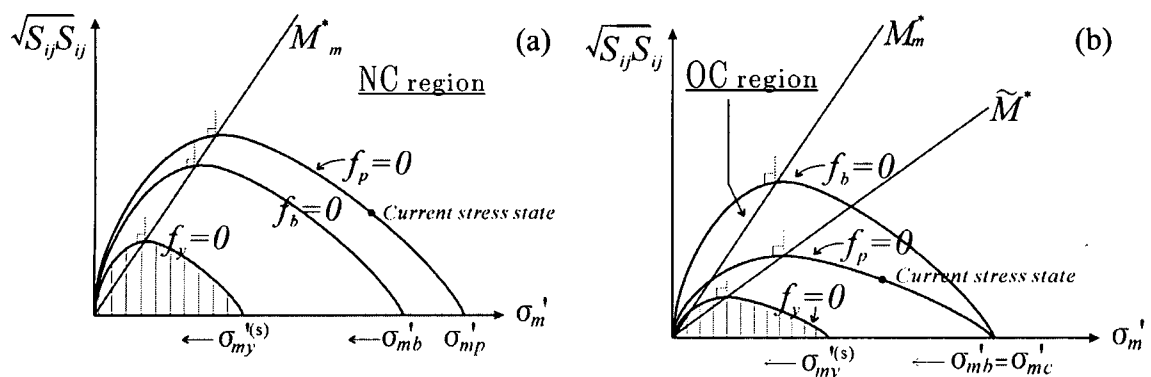 √S_ij S_ij
M*_m
(a)
NC region
f_p=0
f_b=0
Current stress state
f_y=0
σ_m'
←σ_my'^(s)
←σ_mb'
σ_mp'
√S_ij S_ij
M*_m
(b)
OC region
M̃*
f_b=0
f_p=0
Current stress state
f_y=0
σ_m'
←σ_my'^(s)
←σ_mb'=σ_mc'